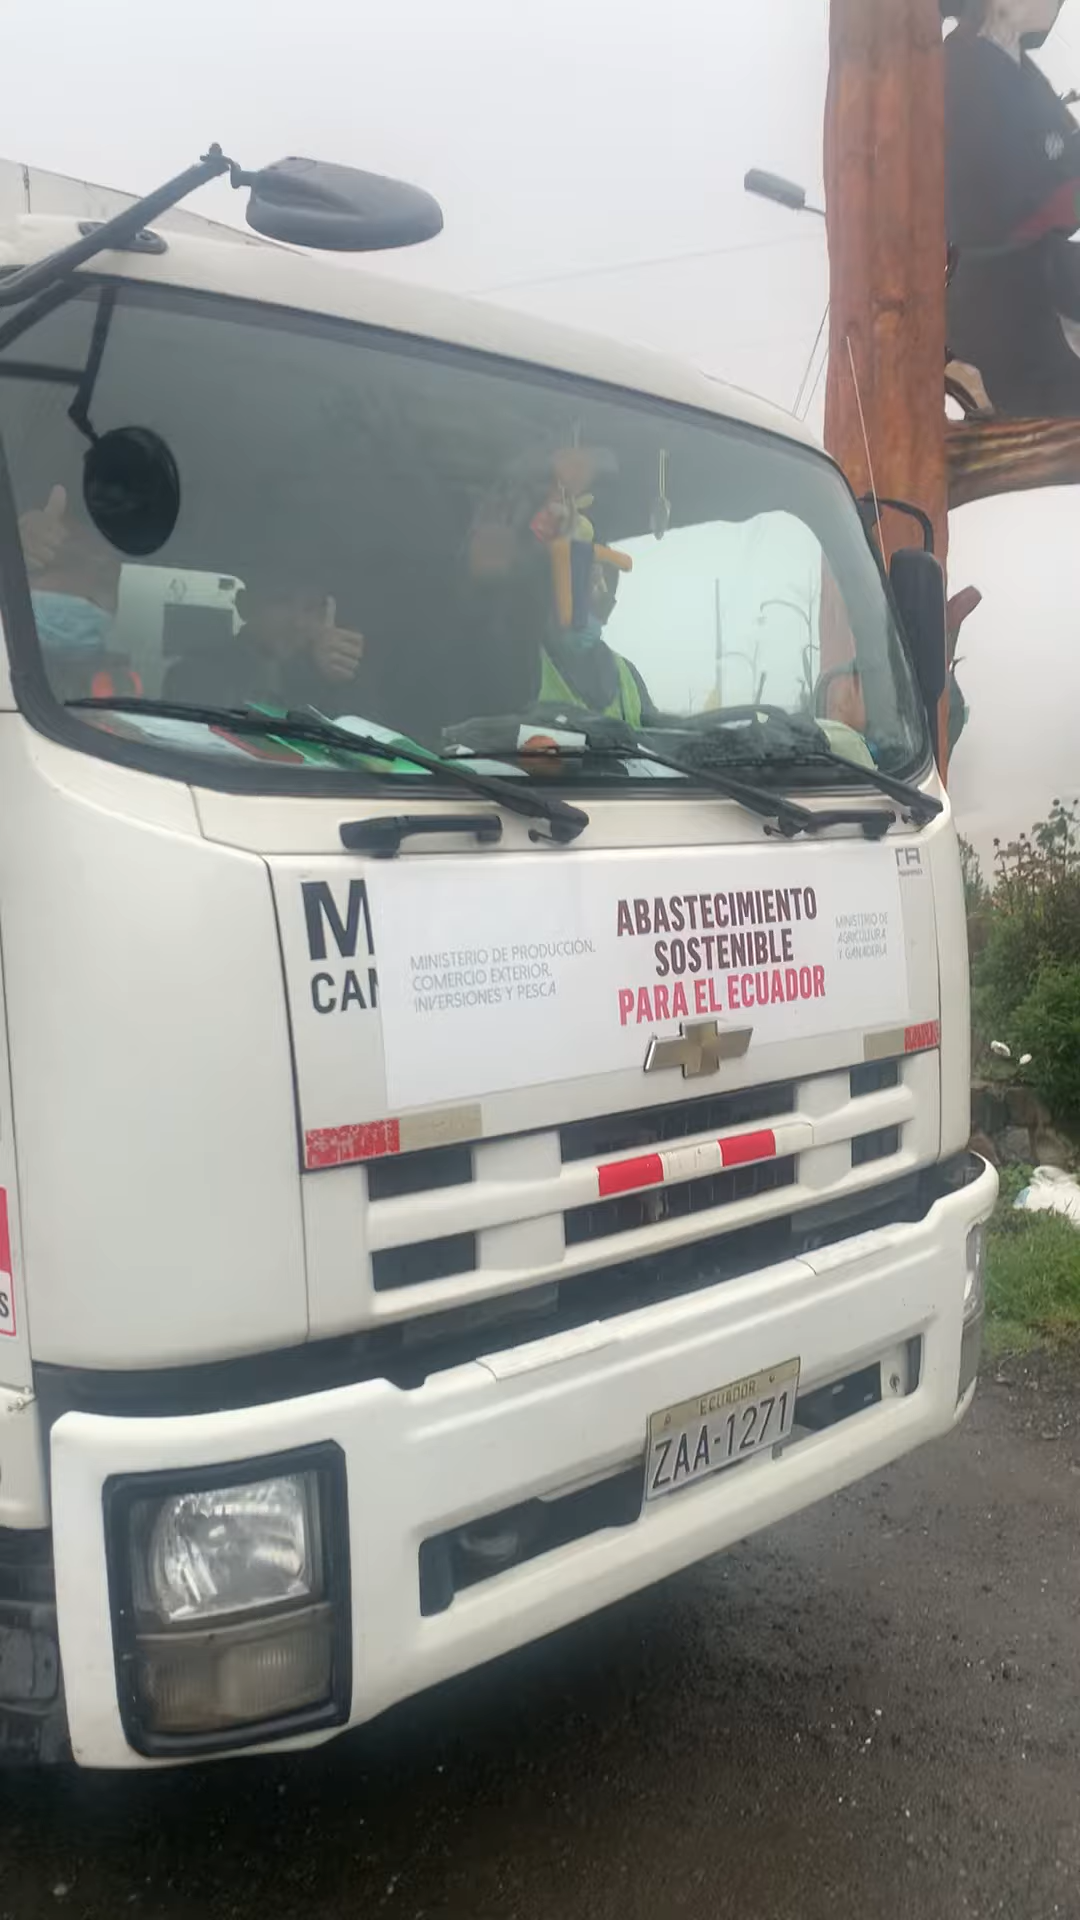 M
CAN
MINISTERIO DE PRODUCCIÓN,
COMERCIO EXTERIOR,
INVERSIONES Y PESCA
ABASTECIMIENTO
SOSTENIBLE
PARA EL ECUADOR
MINISTERIO DE
AGRICULTURA
Y GANADERÍA
S
ECUADOR
ZAA-1271